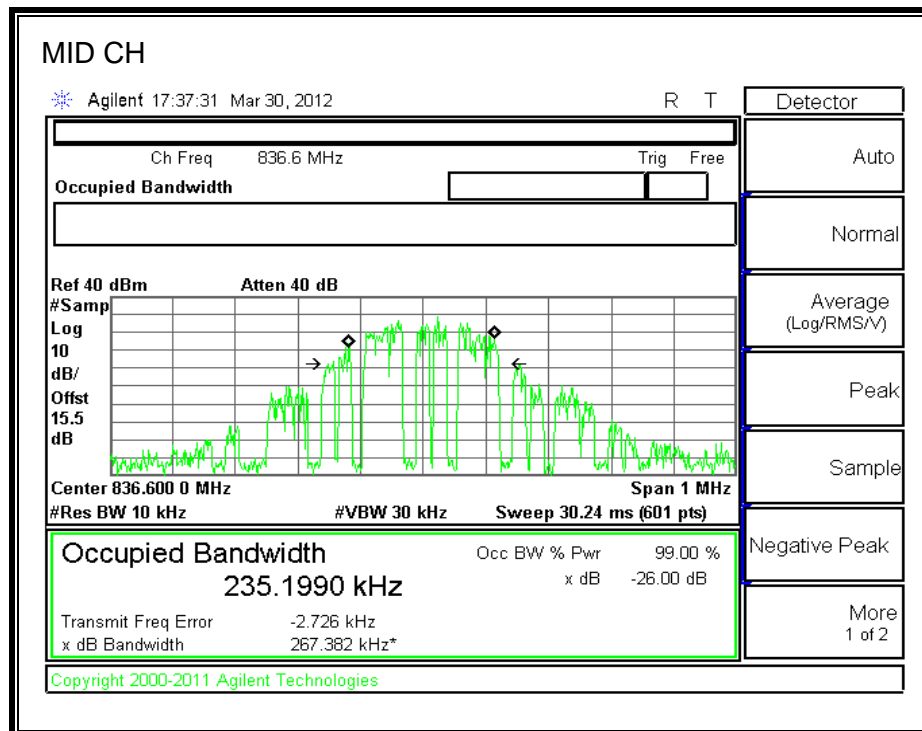 MID CH
Agilent 17:37:31 Mar 30, 2012 R T
Detector
Ch Freq 836.6 MHz Trig Free
Occupied Bandwidth
Auto
Normal
Average
(Log/RMS/V)
Peak
Sample
Negative Peak
More
1 of 2
Ref 40 dBm Atten 40 dB
#Samp
Log
10
dB/
Offst
15.5
dB
Center 836.600 0 MHz Span 1 MHz
#Res BW 10 kHz #VBW 30 kHz Sweep 30.24 ms (601 pts)
Occupied Bandwidth Occ BW % Pwr 99.00 %
235.1990 kHz x dB -26.00 dB
Transmit Freq Error -2.726 kHz
x dB Bandwidth 267.382 kHz*
Copyright 2000-2011 Agilent Technologies